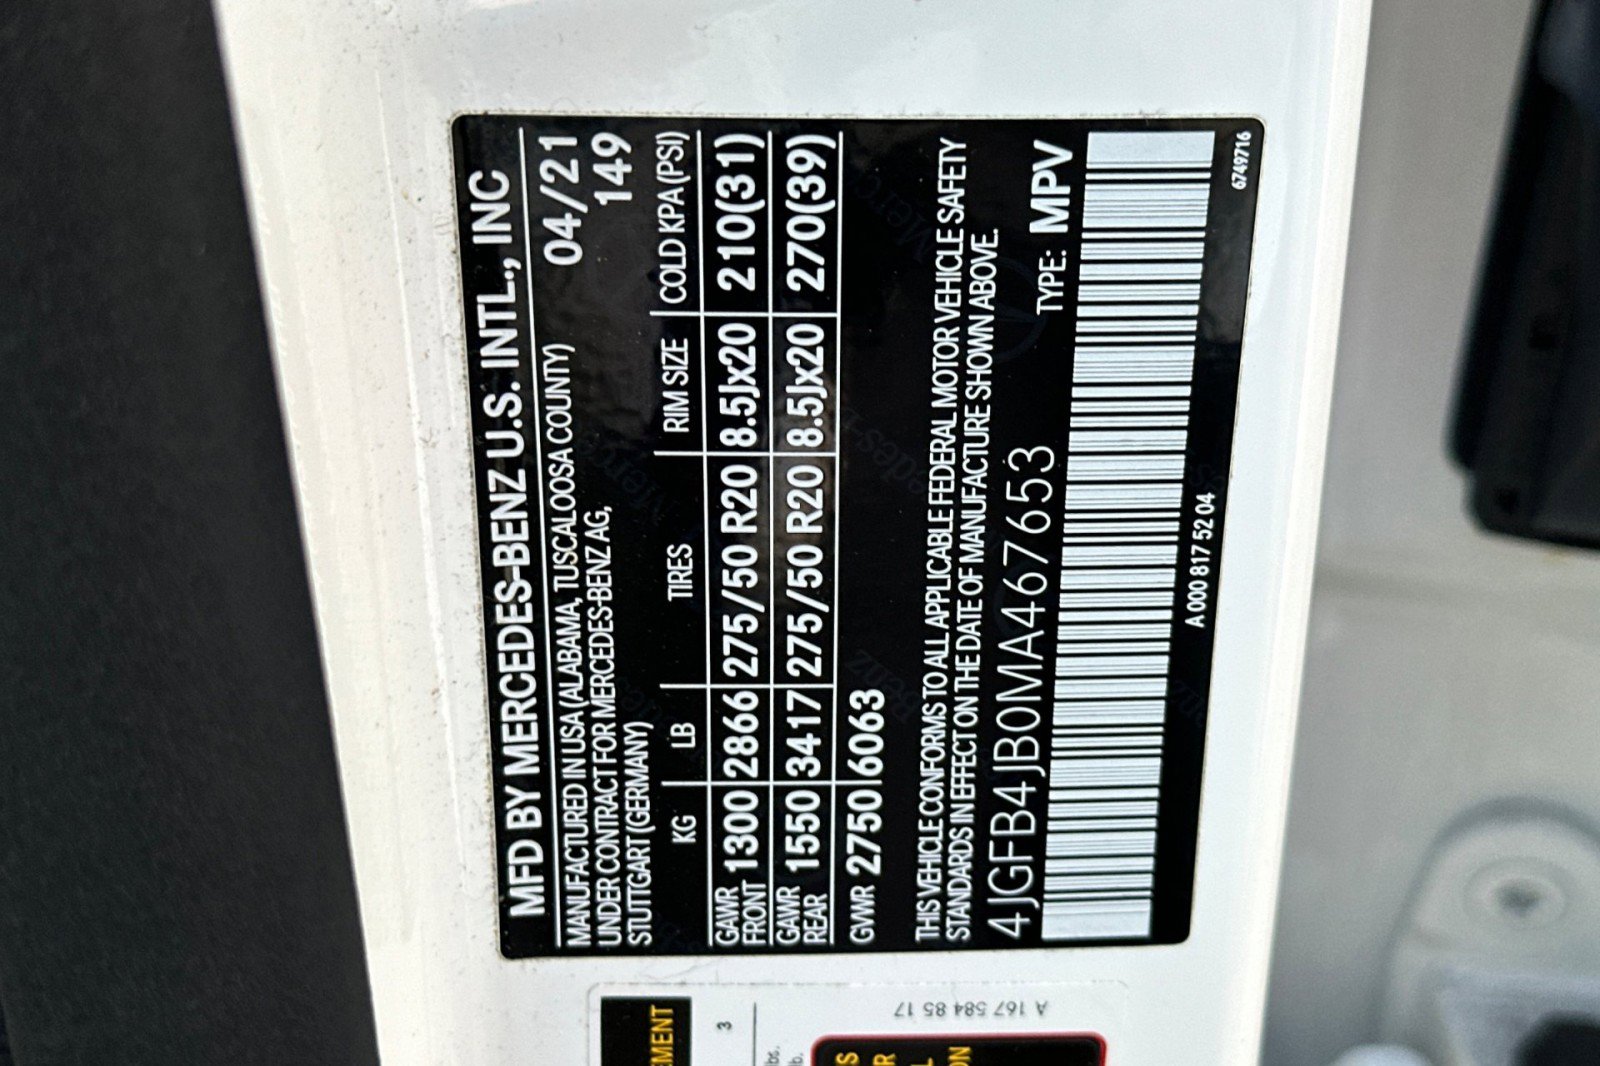 MFD BY MERCEDES-BENZ U.S. INTL., INC
MANUFACTURED IN USA (ALABAMA, TUSCALOOSA COUNTY) 04/21
UNDER CONTRACT FOR MERCEDES-BENZ AG, 149
STUTTGART (GERMANY)
KG LB TIRES RIM SIZE COLD KPA (PSI)
GAWR FRONT 1300 2866 275/50 R20 8.5Jx20 210(31)
GAWR REAR 1550 3417 275/50 R20 8.5Jx20 270(39)
GVWR 2750 6063
THIS VEHICLE CONFORMS TO ALL APPLICABLE FEDERAL MOTOR VEHICLE SAFETY
STANDARDS IN EFFECT ON THE DATE OF MANUFACTURE SHOWN ABOVE.
4JGFB4JB0MA467653 TYPE: MPV
A 000 817 52 04
6749716
A 167 584 85 17
EMENT
3